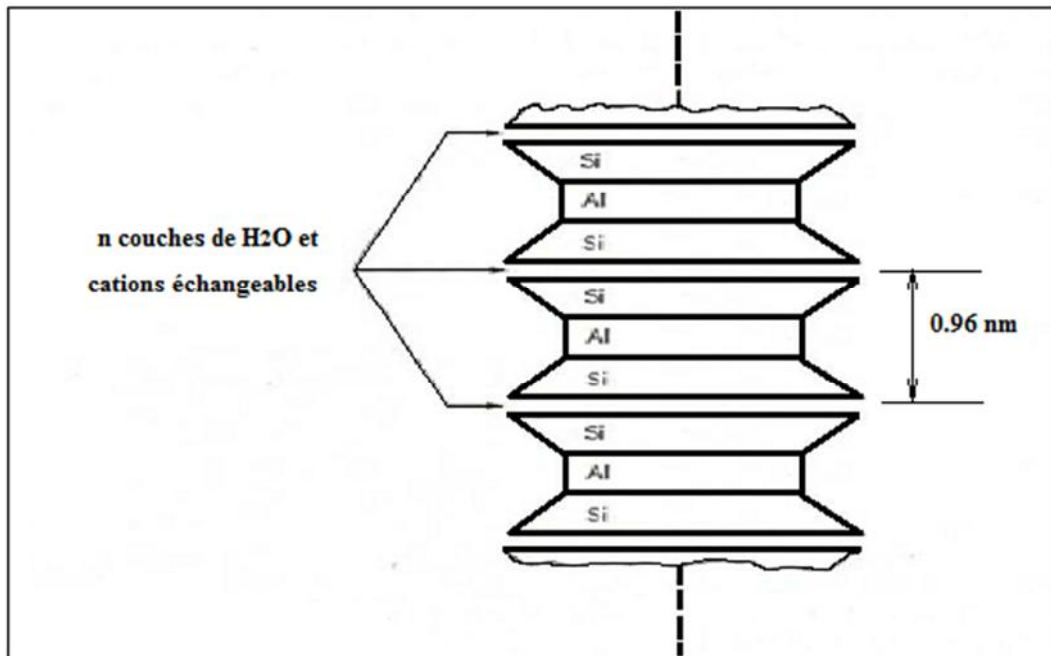 Si
Al
Si
n couches de H2O et
cations échangeables
Si
Al
Si
0.96 nm
Si
Al
Si